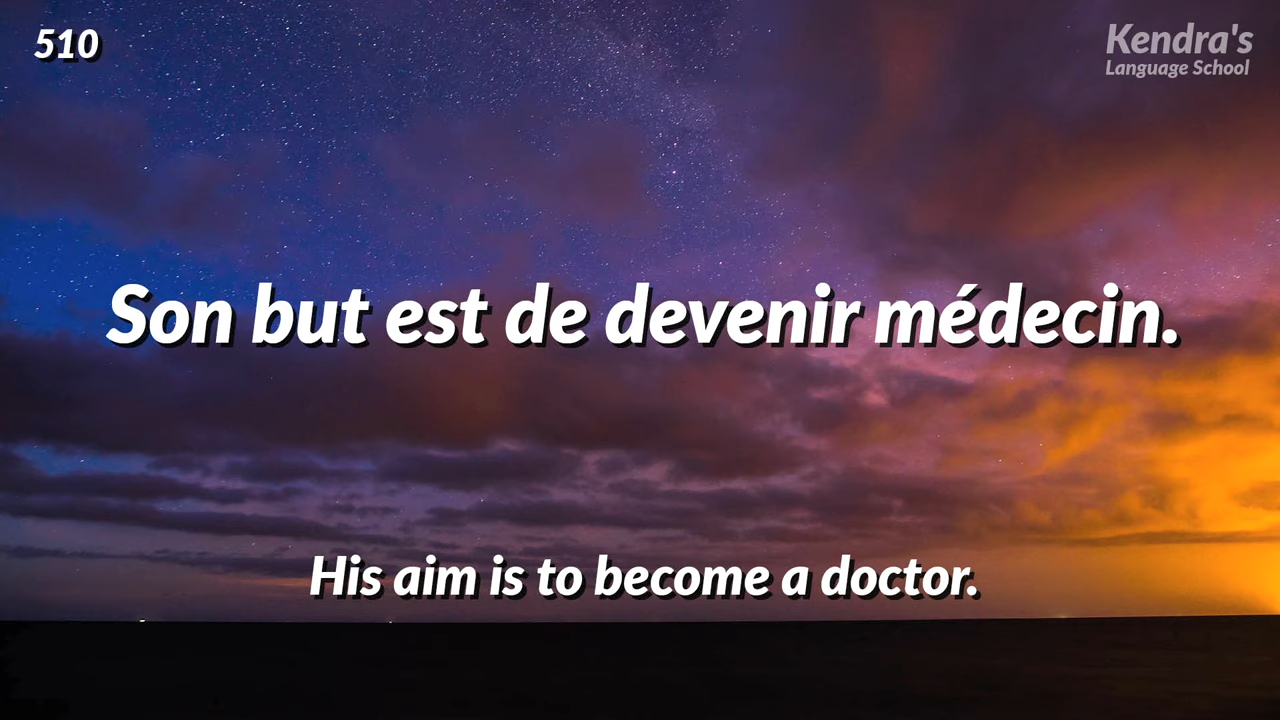 510
Kendra's
Language School
Son but est de devenir médecin.
His aim is to become a doctor.